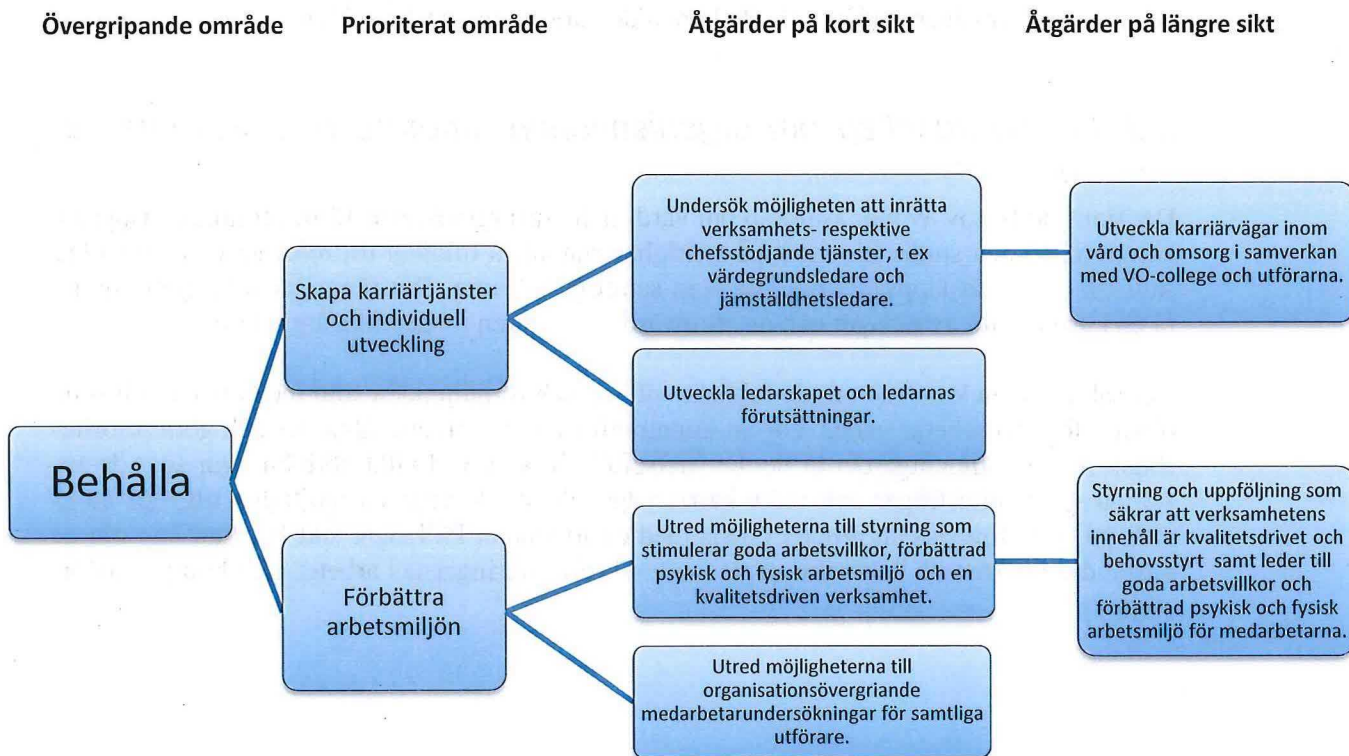 Övergripande område
Prioriterat område
Åtgärder på kort sikt
Åtgärder på längre sikt
Behålla
Skapa karriärtjänster
och individuell
utveckling
Förbättra
arbetsmiljön
Undersök möjligheten att inrätta
verksamhets- respektive
chefsstödjande tjänster, t ex
värdegrundsledare och
jämställdhetsledare.
Utveckla ledarskapet och ledarnas
förutsättningar.
Utred möjligheterna till styrning som
stimulerar goda arbetsvillkor, förbättrad
psykisk och fysisk arbetsmiljö och en
kvalitetsdriven verksamhet.
Utred möjligheterna till
organisationsövergriande
medarbetarundersökningar för samtliga
utförare.
Utveckla karriärvägar inom
vård och omsorg i samverkan
med VO-college och utförarna.
Styrning och uppföljning som
säkrar att verksamhetens
innehåll är kvalitetsdrivet och
behovsstyrt samt leder till
goda arbetsvillkor och
förbättrad psykisk och fysisk
arbetsmiljö för medarbetarna.